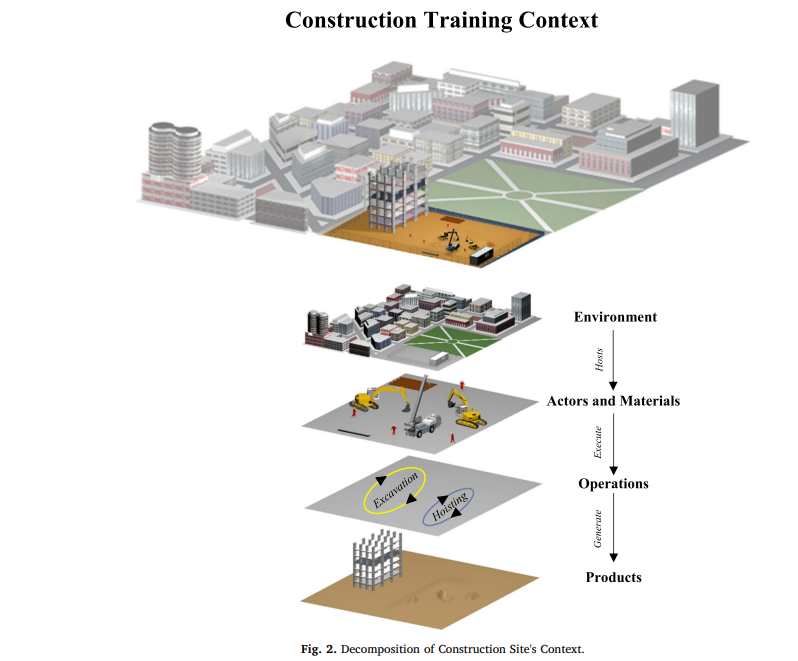 Construction Training Context
Environment
Hosts
Actors and Materials
Execute
Excavation
Hoisting
Operations
Generate
Products
Fig. 2. Decomposition of Construction Site's Context.